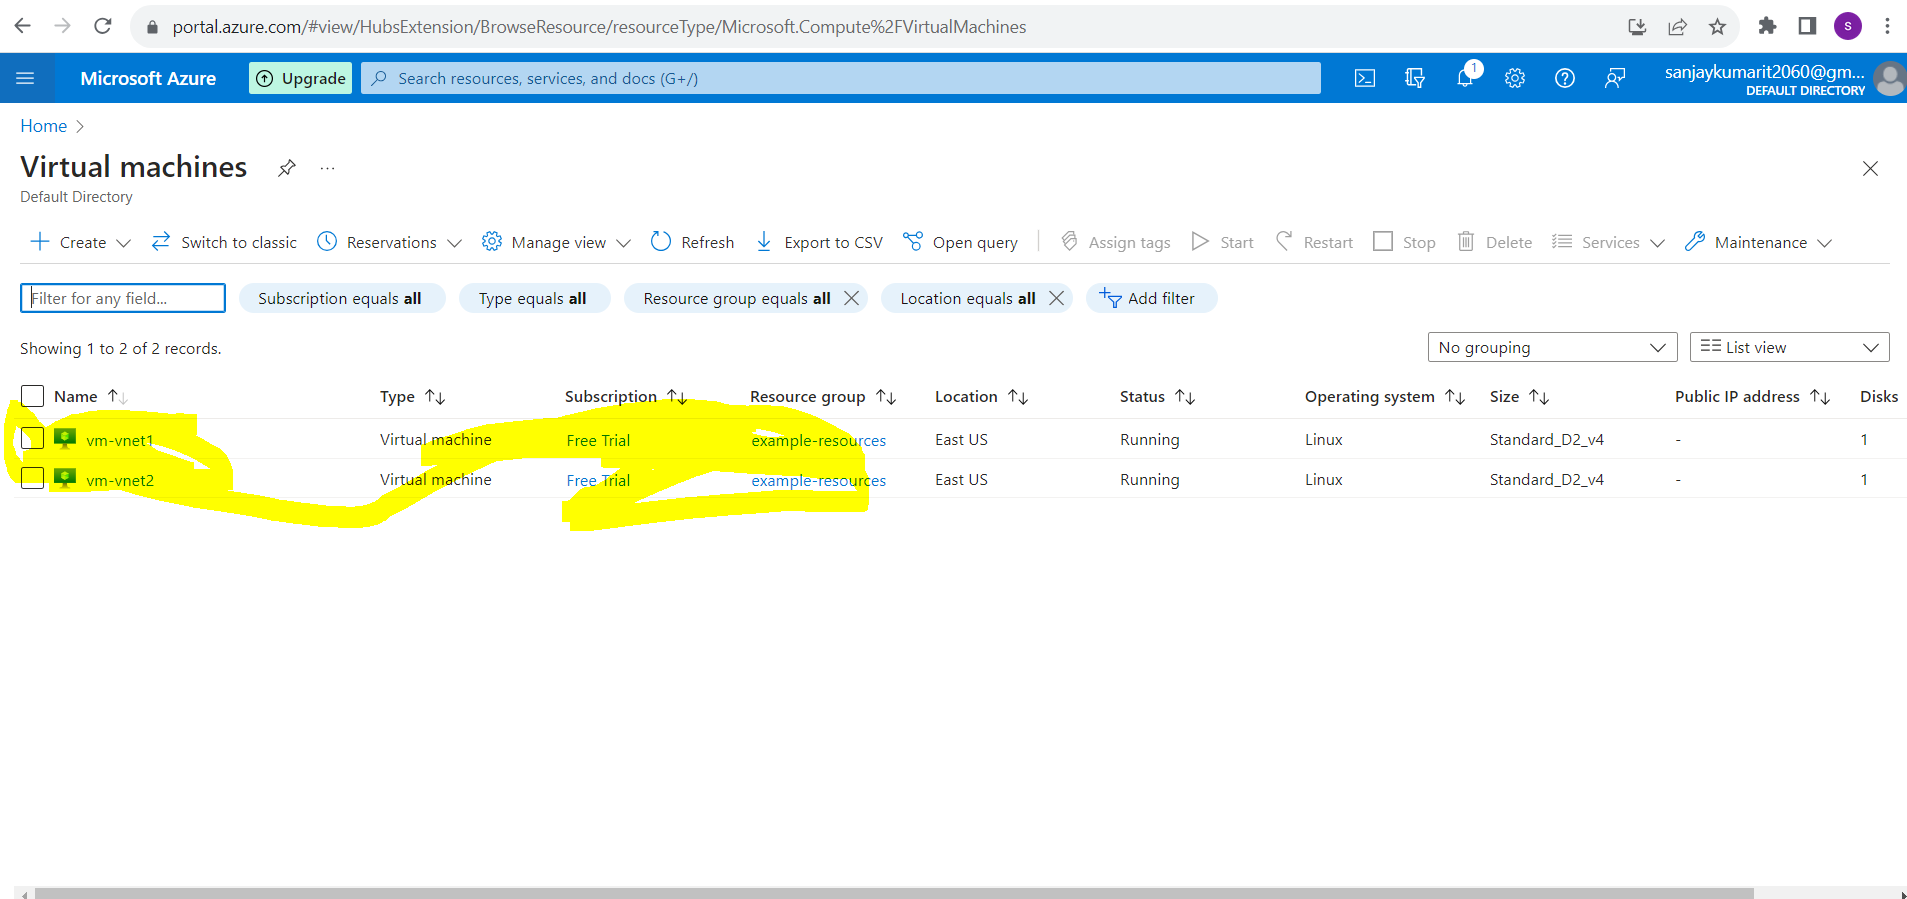 portal.azure.com/#view/HubsExtension/BrowseResource/resourceType/Microsoft.Compute%2FVirtualMachines
S
Microsoft Azure Upgrade Search resources, services, and docs (G+/) 1 sanjaykumarit2060@gm...
DEFAULT DIRECTORY
Home >
Virtual machines ...
Default Directory
Create Switch to classic Reservations Manage view Refresh Export to CSV Open query Assign tags Start Restart Stop Delete Services Maintenance
Filter for any field... Subscription equals all Type equals all Resource group equals all Location equals all Add filter
Showing 1 to 2 of 2 records. No grouping List view
Name Type Subscription Resource group Location Status Operating system Size Public IP address Disks
vm-vnet1 Virtual machine Free Trial example-resources East US Running Linux Standard_D2_v4 - 1
vm-vnet2 Virtual machine Free Trial example-resources East US Running Linux Standard_D2_v4 - 1